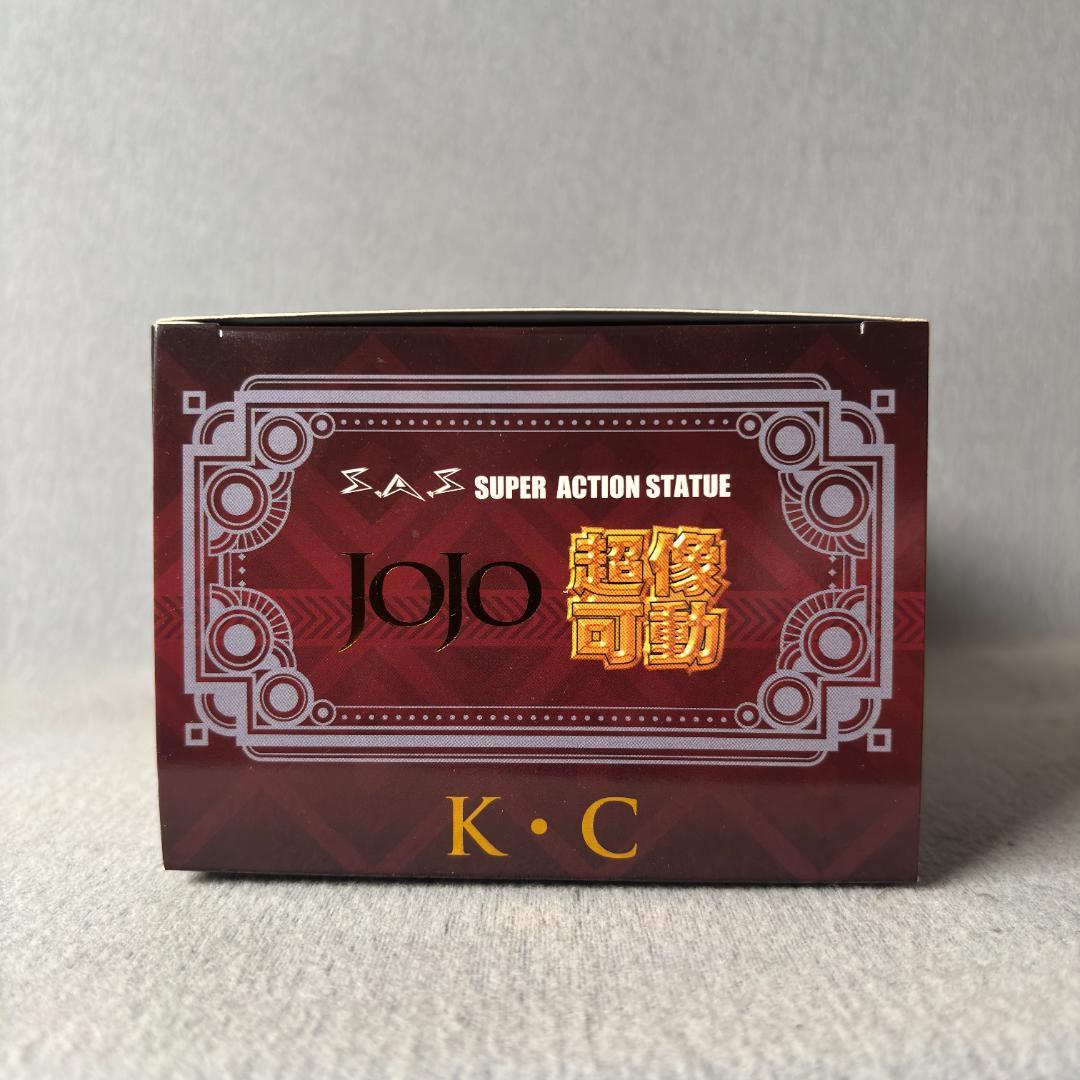 S.A.S SUPER ACTION STATUE
JOJO
超像
可動
K・C